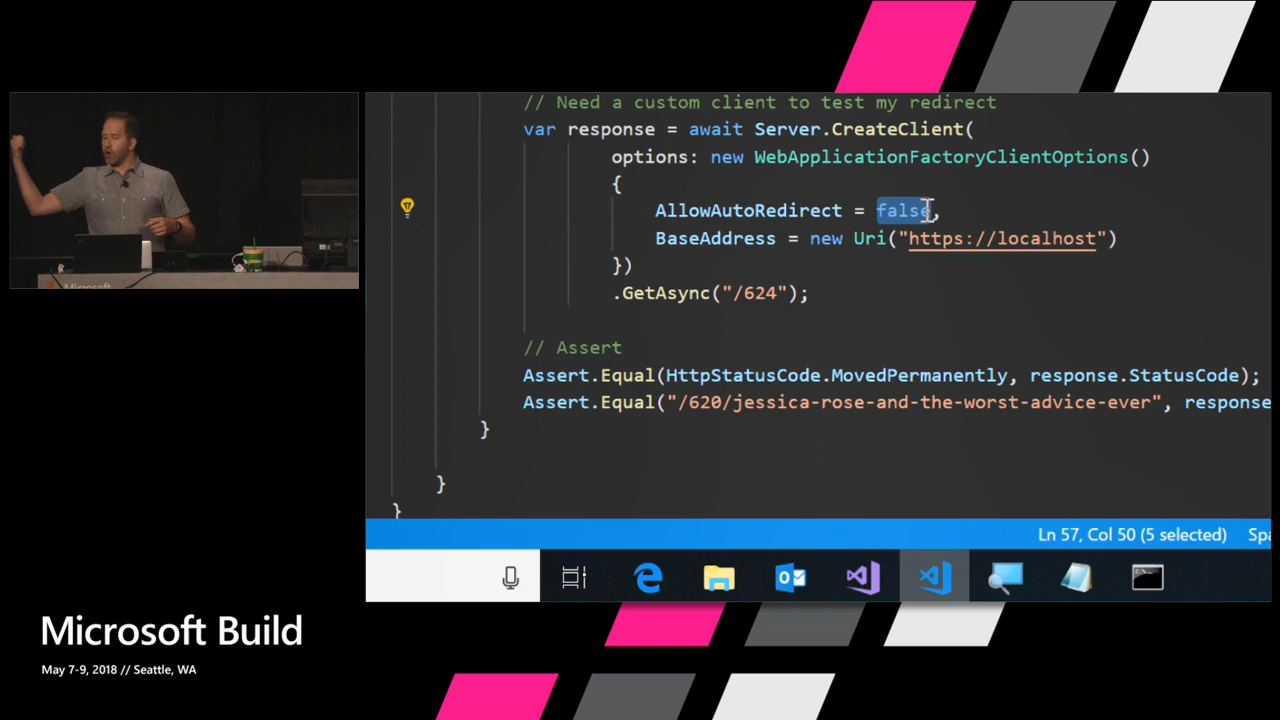 // Need a custom client to test my redirect
var response = await Server.CreateClient(
options: new WebApplicationFactoryClientOptions()
{
AllowAutoRedirect = false,
BaseAddress = new Uri("https://localhost")
})
.GetAsync("/624");
// Assert
Assert.Equal(HttpStatusCode.MovedPermanently, response.StatusCode);
Assert.Equal("/620/jessica-rose-and-the-worst-advice-ever", response
}
}
}
Ln 57, Col 50 (5 selected) Spa
Microsoft
Microsoft Build
May 7-9, 2018 // Seattle, WA